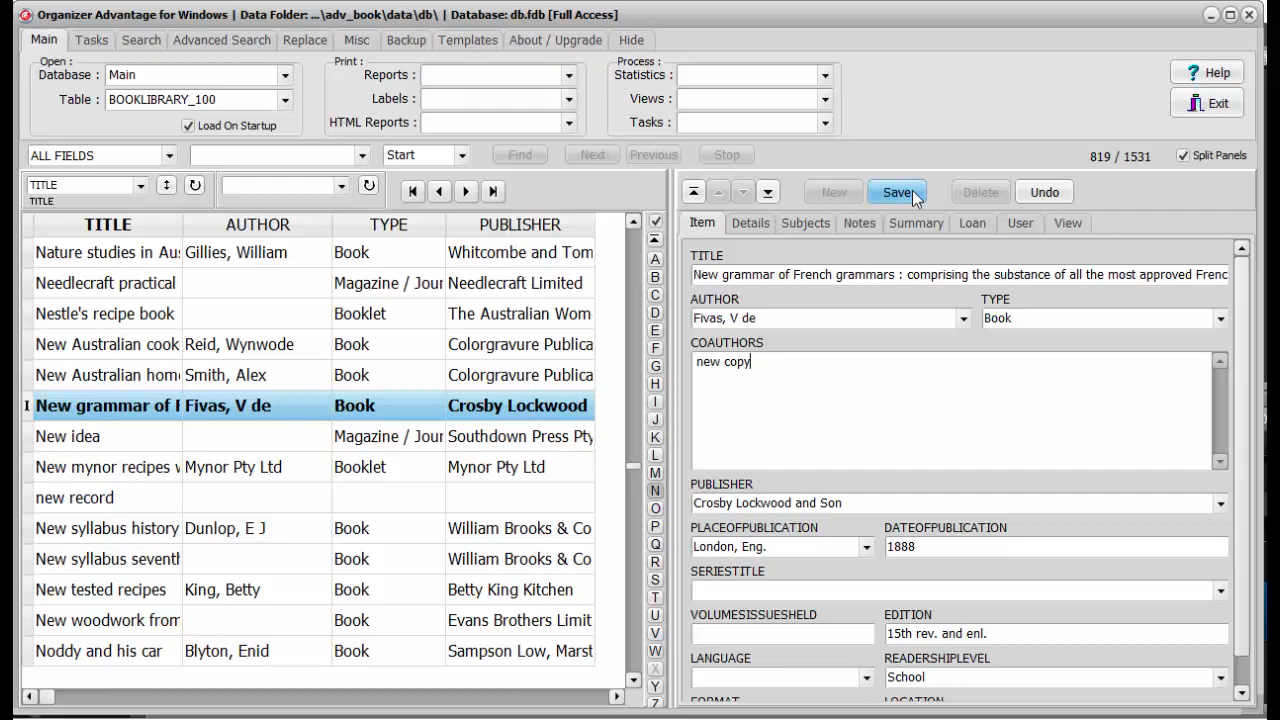 Organizer Advantage for Windows | Data Folder: ...\adv_book\data\db\ | Database: db.fdb [Full Access]
Main Tasks Search Advanced Search Replace Misc Backup Templates About / Upgrade Hide
Open : Print : Process :
Database : Main Reports : Statistics : Help
Table : BOOKLIBRARY_100 Labels : Views : Exit
Load On Startup HTML Reports : Tasks :
ALL FIELDS Start Find Next Previous Stop 819 / 1531 Split Panels
TITLE
TITLE
New Save Delete Undo
Item Details Subjects Notes Summary Loan User View
TITLE AUTHOR TYPE PUBLISHER
Nature studies in Aus Gillies, William Book Whitcombe and Tom
Needlecraft practical Magazine / Jour Needlecraft Limited
Nestle's recipe book Booklet The Australian Wom
New Australian cook Reid, Wynwode Book Colorgravure Publica
New Australian home Smith, Alex Book Colorgravure Publica
New grammar of F Fivas, V de Book Crosby Lockwood
New idea Magazine / Jour Southdown Press Pty
New mynor recipes w Mynor Pty Ltd Booklet Mynor Pty Ltd
new record
New syllabus history Dunlop, E J Book William Brooks & Co
New syllabus seventh Book William Brooks & Co
New tested recipes King, Betty Book Betty King Kitchen
New woodwork from Book Evans Brothers Limit
Noddy and his car Blyton, Enid Book Sampson Low, Marst
A
B
C
D
E
F
G
H
I
J
K
L
M
N
O
P
Q
R
S
T
U
V
W
X
Y
Z
TITLE
New grammar of French grammars : comprising the substance of all the most approved Frenc
AUTHOR TYPE
Fivas, V de Book
COAUTHORS
new copy
PUBLISHER
Crosby Lockwood and Son
PLACEOFPUBLICATION DATEOFPUBLICATION
London, Eng. 1888
SERIESTITLE
VOLUMESISSUESHELD EDITION
15th rev. and enl.
LANGUAGE READERSHIPLEVEL
School
FORMAT LOCATION